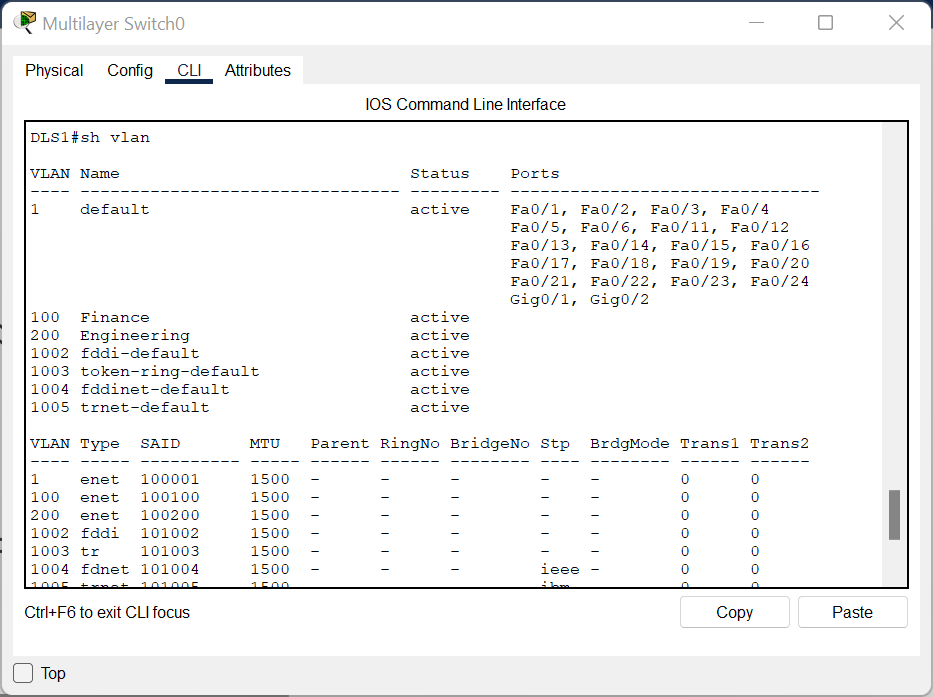 Multilayer Switch0
Physical Config CLI Attributes
IOS Command Line Interface
DLS1#sh vlan
VLAN Name                             Status    Ports
---- -------------------------------- --------- -------------------------------
1    default                          active    Fa0/1, Fa0/2, Fa0/3, Fa0/4
                                                Fa0/5, Fa0/6, Fa0/11, Fa0/12
                                                Fa0/13, Fa0/14, Fa0/15, Fa0/16
                                                Fa0/17, Fa0/18, Fa0/19, Fa0/20
                                                Fa0/21, Fa0/22, Fa0/23, Fa0/24
                                                Gig0/1, Gig0/2
100  Finance                          active
200  Engineering                      active
1002 fddi-default                     active
1003 token-ring-default               active
1004 fddinet-default                  active
1005 trnet-default                    active
VLAN Type  SAID       MTU   Parent RingNo BridgeNo Stp  BrdgMode Trans1 Trans2
---- ----- ---------- ----- ------ ------ -------- ---- -------- ------ ------
1    enet  100001     1500  -      -      -        -    -        0      0
100  enet  100100     1500  -      -      -        -    -        0      0
200  enet  100200     1500  -      -      -        -    -        0      0
1002 fddi  101002     1500  -      -      -        -    -        0      0
1003 tr    101003     1500  -      -      -        -    -        0      0
1004 fdnet 101004     1500  -      -      -        ieee -        0      0
1005 trnet 101005     1500  -      -      -        ibm  -        0      0
Ctrl+F6 to exit CLI focus
Copy Paste
Top